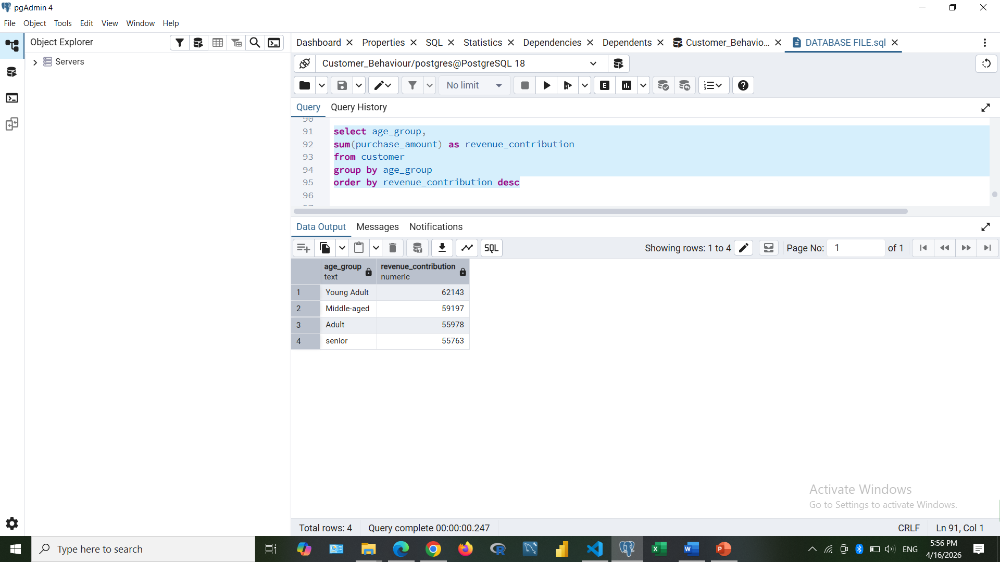 pgAdmin 4
File Object Tools Edit View Window Help
Object Explorer
Servers
Dashboard Properties SQL Statistics Dependencies Dependents Customer_Behavio... DATABASE FILE.sql
Customer_Behaviour/postgres@PostgreSQL 18
No limit
E
Query Query History
90
91 select age_group,
92 sum(purchase_amount) as revenue_contribution
93 from customer
94 group by age_group
95 order by revenue_contribution desc
96
Data Output Messages Notifications
SQL Showing rows: 1 to 4 Page No: 1 of 1
age_group revenue_contribution
text numeric
1 Young Adult 62143
2 Middle-aged 59197
3 Adult 55978
4 senior 55763
Activate Windows
Go to Settings to activate Windows.
Total rows: 4 Query complete 00:00:00.247 CRLF Ln 91, Col 1
Type here to search
ENG
5:56 PM
4/16/2026